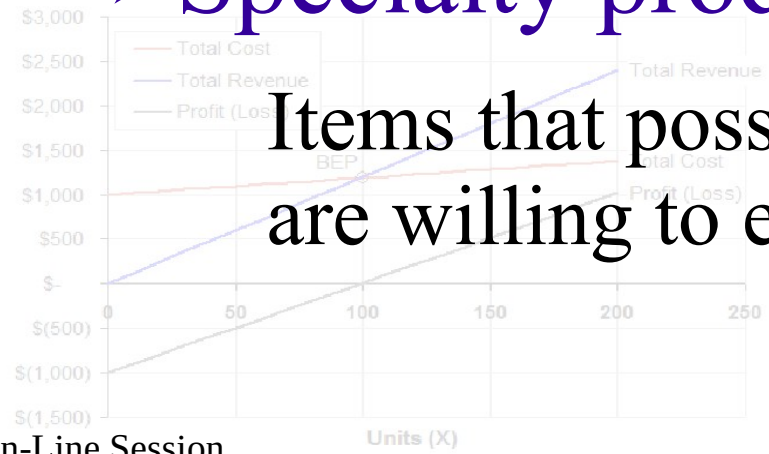 Specialty prod
$3,000
Total Cost
$2,500
Total Revenue
Total Revenue
$2,000
Profit (Loss)
Items that poss
$1,500
BEP
Total Cost
$1,000
Profit (Loss)
are willing to e
$500
$-
0 50 100 150 200 250
$(500)
$(1,000)
$(1,500)
Units (X)
n-Line Session